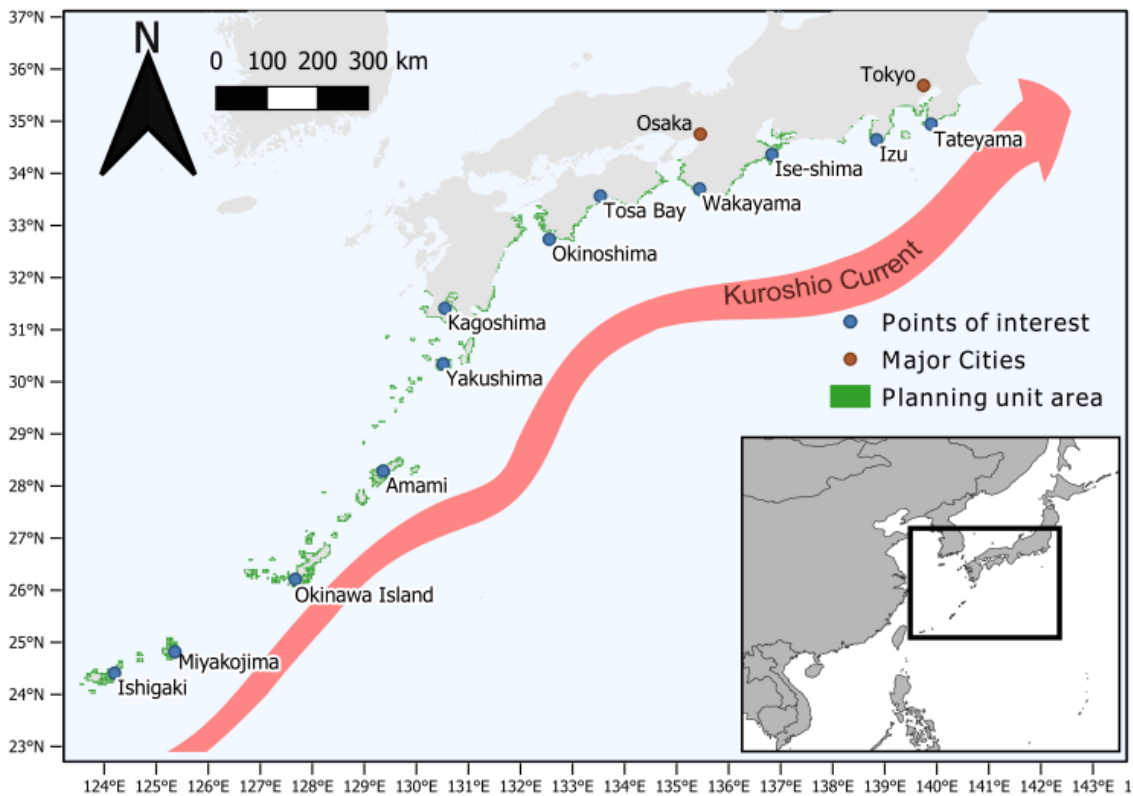 37°N
36°N
35°N
34°N
33°N
32°N
31°N
30°N
29°N
28°N
27°N
26°N
25°N
24°N
23°N
N
0 100 200 300 km
Tokyo
Osaka
Tateyama
Izu
Ise-shima
Wakayama
Tosa Bay
Okinoshima
Kuroshio Current
Kagoshima
Yakushima
Amami
Okinawa Island
Miyakojima
Ishigaki
Points of interest
Major Cities
Planning unit area
124°E 125°E 126°E 127°E 128°E 129°E 130°E 131°E 132°E 133°E 134°E 135°E 136°E 137°E 138°E 139°E 140°E 141°E 142°E 143°E 1